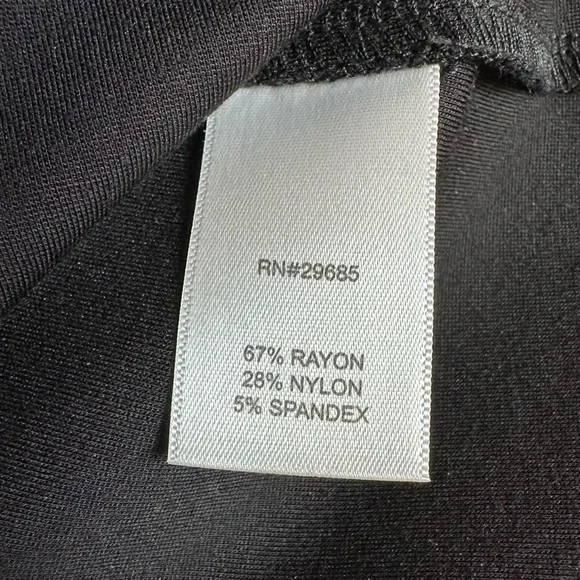 RN#29685
67% RAYON
28% NYLON
5% SPANDEX